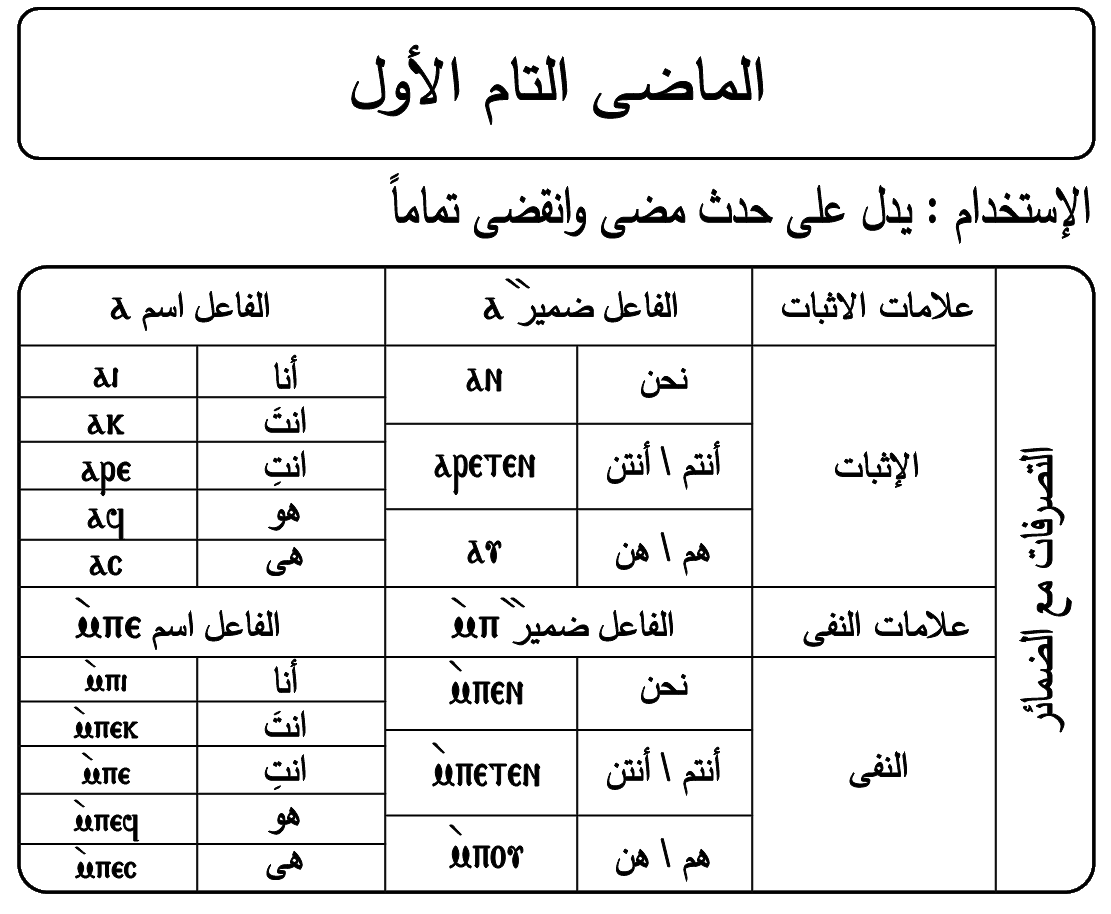 الماضى التام الأول
الإستخدام : يدل على حدث مضى وانقضى تماماً
التصرفات مع الضمائر
علامات الاثبات الفاعل ضمير ⲁ̀̀ الفاعل اسم ⲁ
الإثبات
نحن ⲁⲛ
أنتم \ أنتن ⲁⲣⲉⲧⲉⲛ
هم \ هن ⲁⲩ
أنا ⲁⲓ
انتَ ⲁⲕ
انتِ ⲁⲣⲉ
هو ⲁϥ
هى ⲁⲥ
علامات النفى الفاعل ضمير ⲙ̀ⲡ̀̀ الفاعل اسم ⲙ̀ⲡⲉ
النفى
نحن ⲙ̀ⲡⲉⲛ
أنتم \ أنتن ⲙ̀ⲡⲉⲧⲉⲛ
هم \ هن ⲙ̀ⲡⲟⲩ
أنا ⲙ̀ⲡⲓ
انتَ ⲙ̀ⲡⲉⲕ
انتِ ⲙ̀ⲡⲉ
هو ⲙ̀ⲡⲉϥ
هى ⲙ̀ⲡⲉⲥ